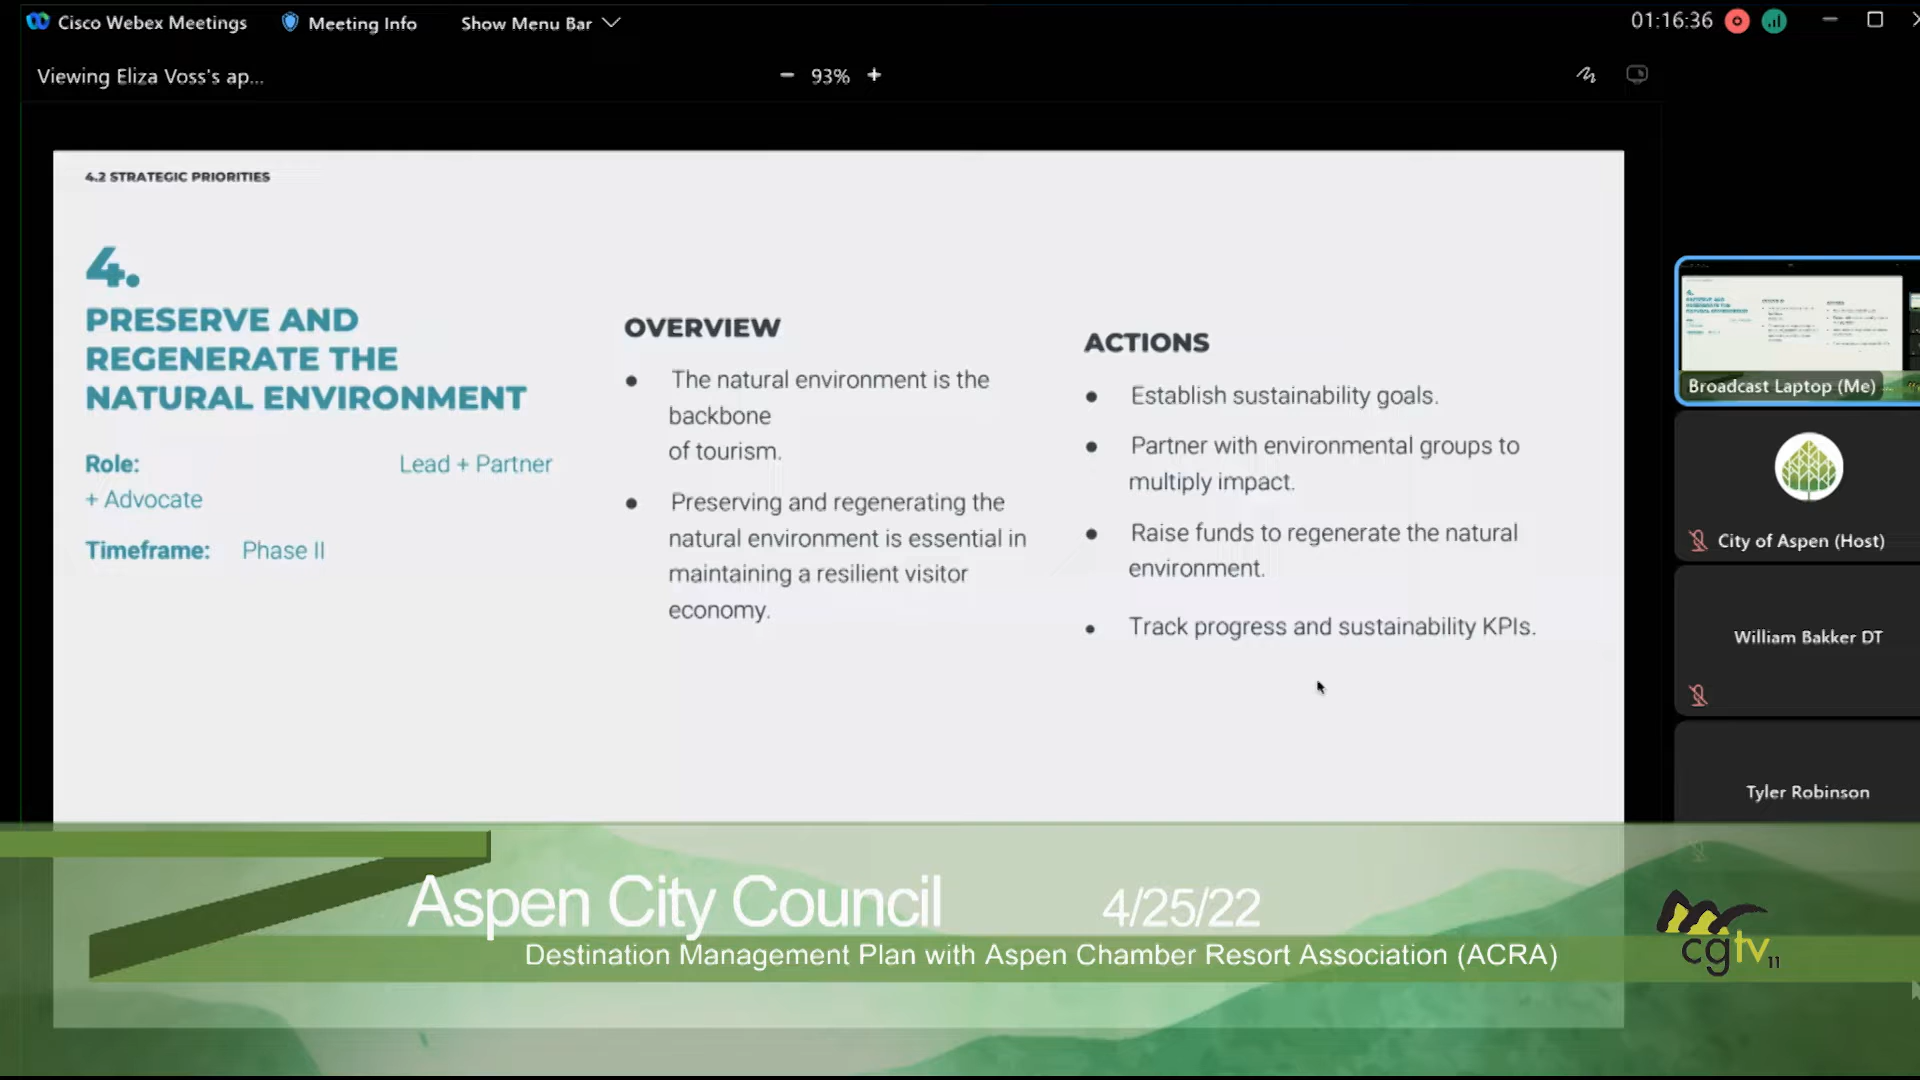 Cisco Webex Meetings
Meeting Info
Show Menu Bar
01:16:36
Viewing Eliza Voss's ap...
93%
4.2 STRATEGIC PRIORITIES
4.
PRESERVE AND
REGENERATE THE
NATURAL ENVIRONMENT
Role: Lead + Partner
+ Advocate
Timeframe: Phase II
OVERVIEW
● The natural environment is the
backbone
of tourism.
● Preserving and regenerating the
natural environment is essential in
maintaining a resilient visitor
economy.
ACTIONS
● Establish sustainability goals.
● Partner with environmental groups to
multiply impact.
● Raise funds to regenerate the natural
environment.
● Track progress and sustainability KPIs.
Broadcast Laptop (Me)
City of Aspen (Host)
William Bakker DT
Tyler Robinson
Aspen City Council 4/25/22
Destination Management Plan with Aspen Chamber Resort Association (ACRA)
cgtv11